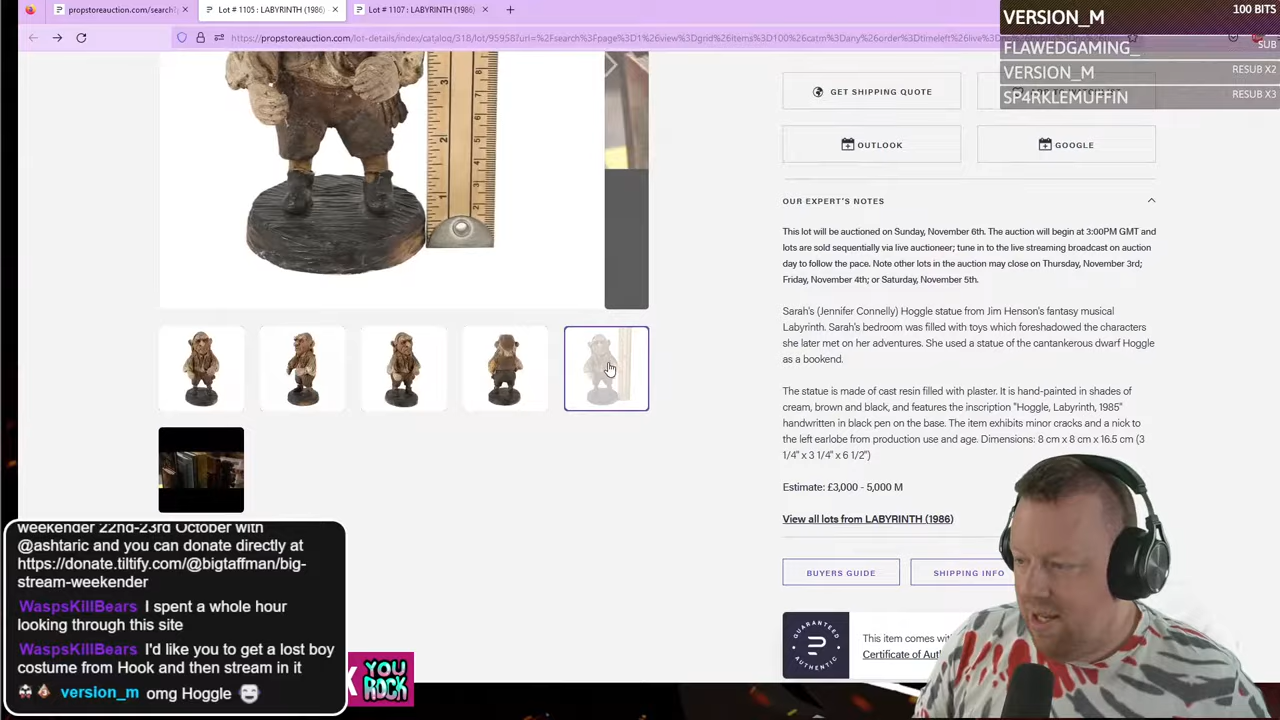 propstoreauction.com/search?
Lot # 1105 : LABYRINTH (1986)
Lot # 1107 : LABYRINTH (1986)
VERSION_M
100 BITS
FLAWEDGAMING_
SUB
VERSION_M
RESUB X2
SP4RKLEMUFFIN
RESUB X3
GET SHIPPING QUOTE
OUTLOOK
GOOGLE
OUR EXPERT'S NOTES
This lot will be auctioned on Sunday, November 6th. The auction will begin at 3:00PM GMT and
lots are sold sequentially via live auctioneer; tune in to the live streaming broadcast on auction
day to follow the pace. Note other lots in the auction may close on Thursday, November 3rd;
Friday, November 4th; or Saturday, November 5th.
Sarah's (Jennifer Connelly) Hoggle statue from Jim Henson's fantasy musical
Labyrinth. Sarah's bedroom was filled with toys which foreshadowed the characters
she later met on her adventures. She used a statue of the cantankerous dwarf Hoggle
as a bookend.
The statue is made of cast resin filled with plaster. It is hand-painted in shades of
cream, brown and black, and features the inscription "Hoggle, Labyrinth, 1985"
handwritten in black pen on the base. The item exhibits minor cracks and a nick to
the left earlobe from production use and age. Dimensions: 8 cm x 8 cm x 16.5 cm (3
1/4" x 3 1/4" x 6 1/2")
Estimate: £3,000 - 5,000 M
View all lots from LABYRINTH (1986)
BUYERS GUIDE
SHIPPING INFO
GUARANTEED
AUTHENTIC
This item comes with
Certificate of Aut
weekender 22nd-23rd October with
@ashtaric and you can donate directly at
https://donate.tiltify.com/@bigtaffman/big-
stream-weekender
WaspsKillBears I spent a whole hour
looking through this site
WaspsKillBears I'd like you to get a lost boy
costume from Hook and then stream in it
version_m omg Hoggle
YOU
ROCK